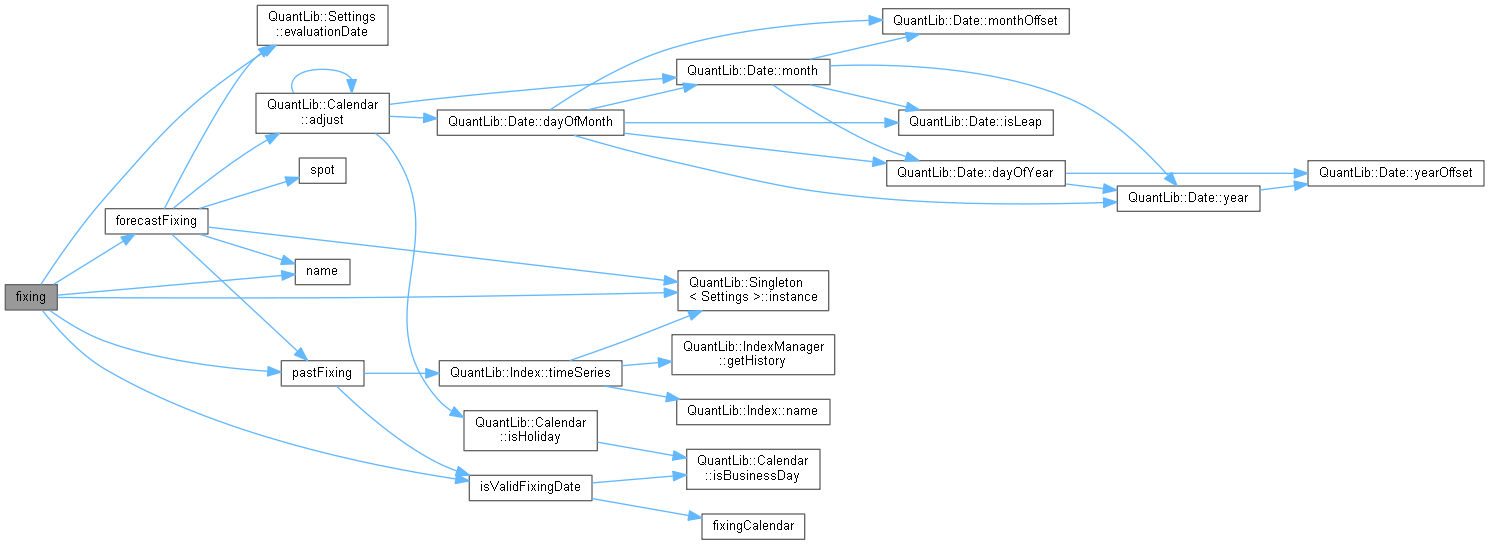 QuantLib::Settings
::evaluationDate
QuantLib::Date::monthOffset
QuantLib::Date::month
QuantLib::Calendar
::adjust
QuantLib::Date::dayOfMonth
QuantLib::Date::isLeap
spot
QuantLib::Date::dayOfYear
QuantLib::Date::yearOffset
QuantLib::Date::year
forecastFixing
name
fixing
QuantLib::Singleton
< Settings >::instance
QuantLib::IndexManager
::getHistory
pastFixing
QuantLib::Index::timeSeries
QuantLib::Index::name
QuantLib::Calendar
::isHoliday
QuantLib::Calendar
::isBusinessDay
isValidFixingDate
fixingCalendar